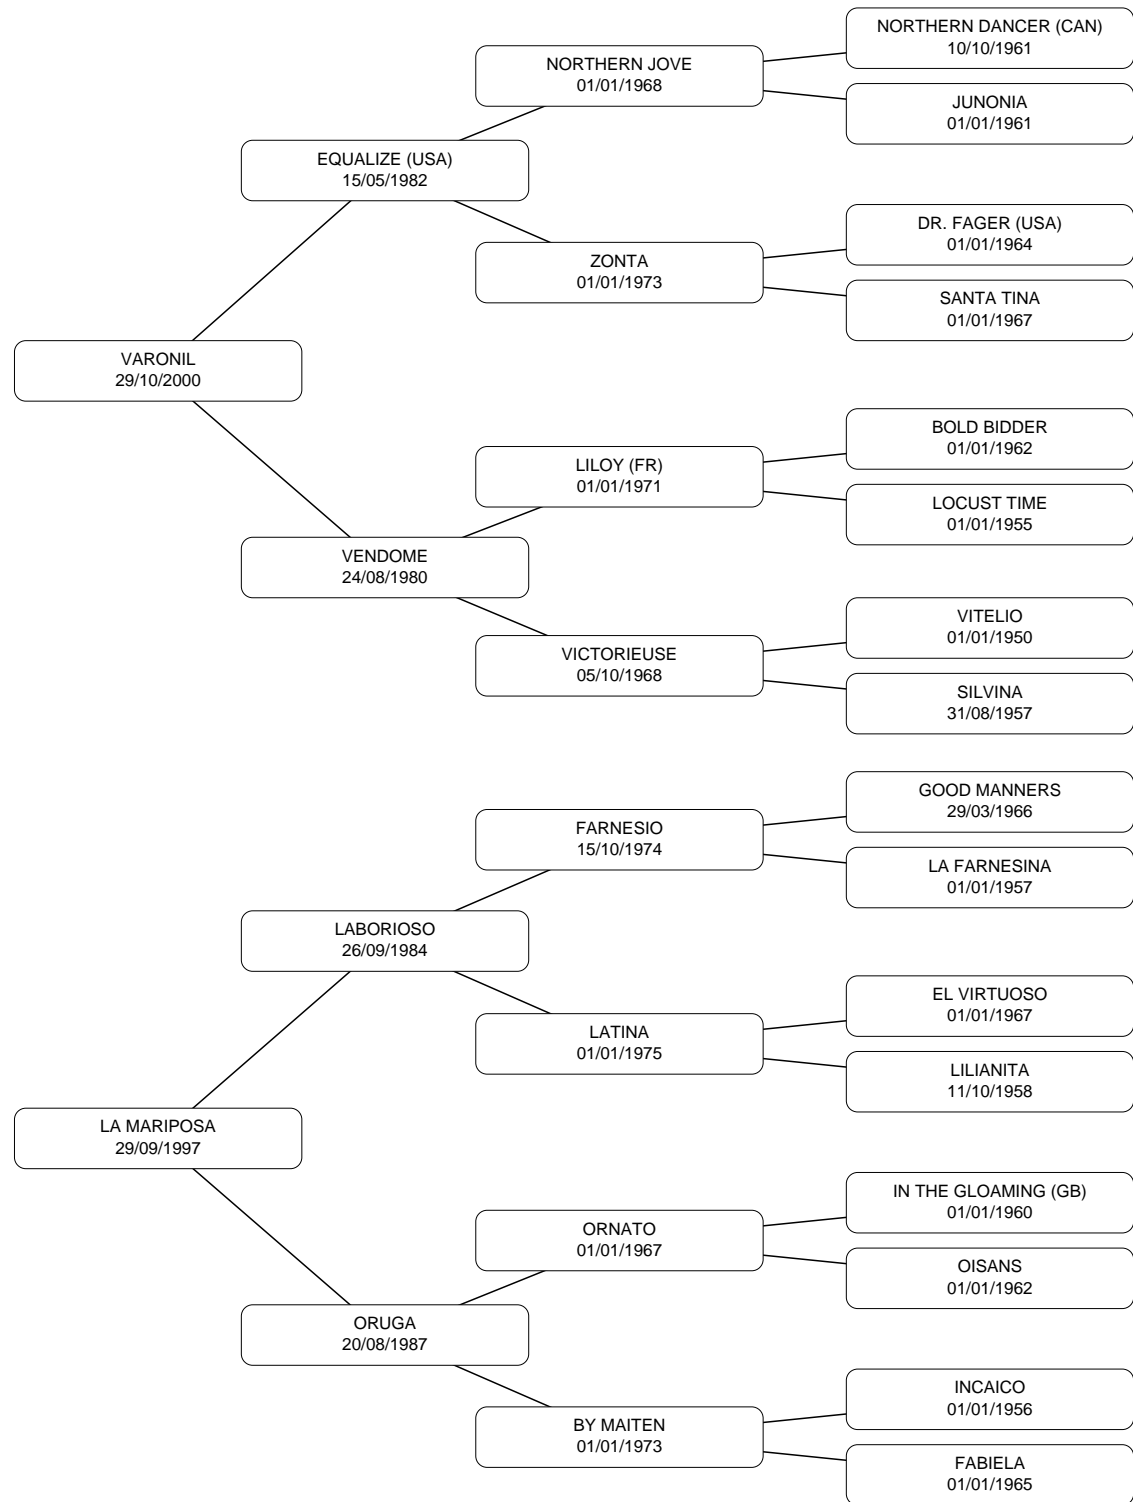 NORTHERN DANCER (CAN)
10/10/1961
NORTHERN JOVE
01/01/1968
JUNONIA
01/01/1961
EQUALIZE (USA)
15/05/1982
DR. FAGER (USA)
01/01/1964
ZONTA
01/01/1973
SANTA TINA
01/01/1967
VARONIL
29/10/2000
BOLD BIDDER
01/01/1962
LILOY (FR)
01/01/1971
LOCUST TIME
01/01/1955
VENDOME
24/08/1980
VITELIO
01/01/1950
VICTORIEUSE
05/10/1968
SILVINA
31/08/1957
GOOD MANNERS
29/03/1966
FARNESIO
15/10/1974
LA FARNESINA
01/01/1957
LABORIOSO
26/09/1984
EL VIRTUOSO
01/01/1967
LATINA
01/01/1975
LILIANITA
11/10/1958
LA MARIPOSA
29/09/1997
IN THE GLOAMING (GB)
01/01/1960
ORNATO
01/01/1967
OISANS
01/01/1962
ORUGA
20/08/1987
INCAICO
01/01/1956
BY MAITEN
01/01/1973
FABIELA
01/01/1965